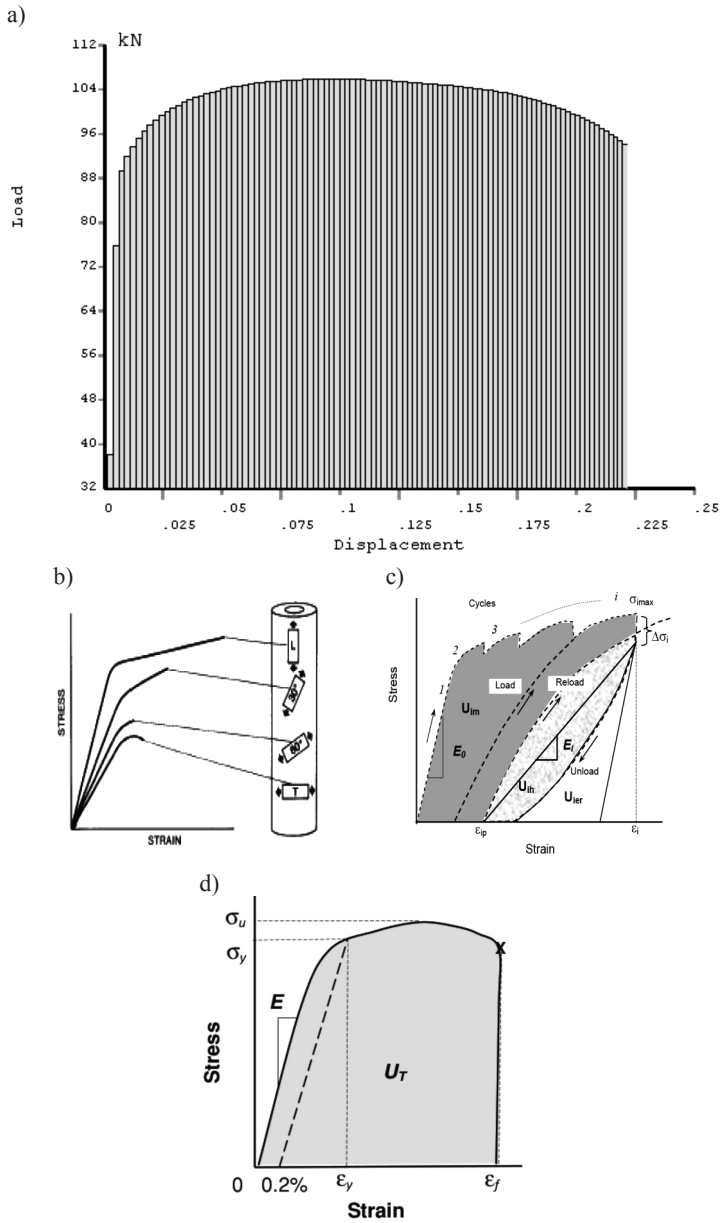 a)
kN
112
104
96
88
80
72
64
56
48
40
32
Load
0 .05 .1 .15 .2 .25
.025 .075 .125 .175 .225
Displacement
b)
STRESS
STRAIN
L
30°
60°
T
c)
Cycles
i σimax
Δσi
1
2
3
Load
Reload
Uim
E0
Ei
Unload
Uih
Uier
εip
εi
Stress
Strain
d)
σu
σy
E
x
UT
Stress
0 0.2% εy εf
Strain